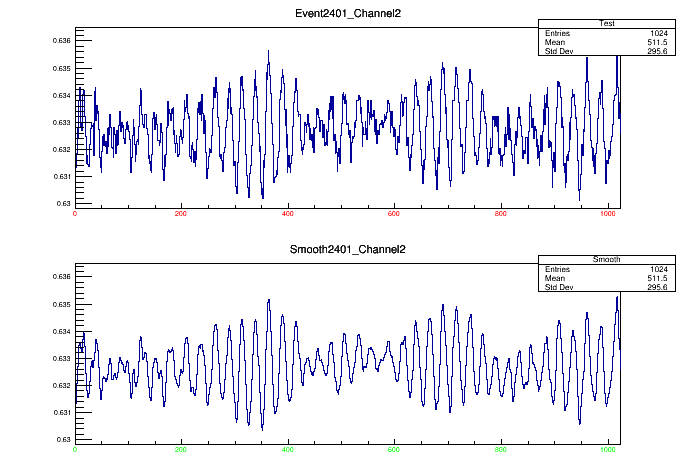 Event2401_Channel2
Test
Entries 1024
Mean 511.5
Std Dev 295.6
0.636
0.635
0.634
0.633
0.632
0.631
0.63
0 200 400 600 800 1000
Smooth2401_Channel2
Smooth
Entries 1024
Mean 511.5
Std Dev 295.6
0.636
0.635
0.634
0.633
0.632
0.631
0.63
0 200 400 600 800 1000